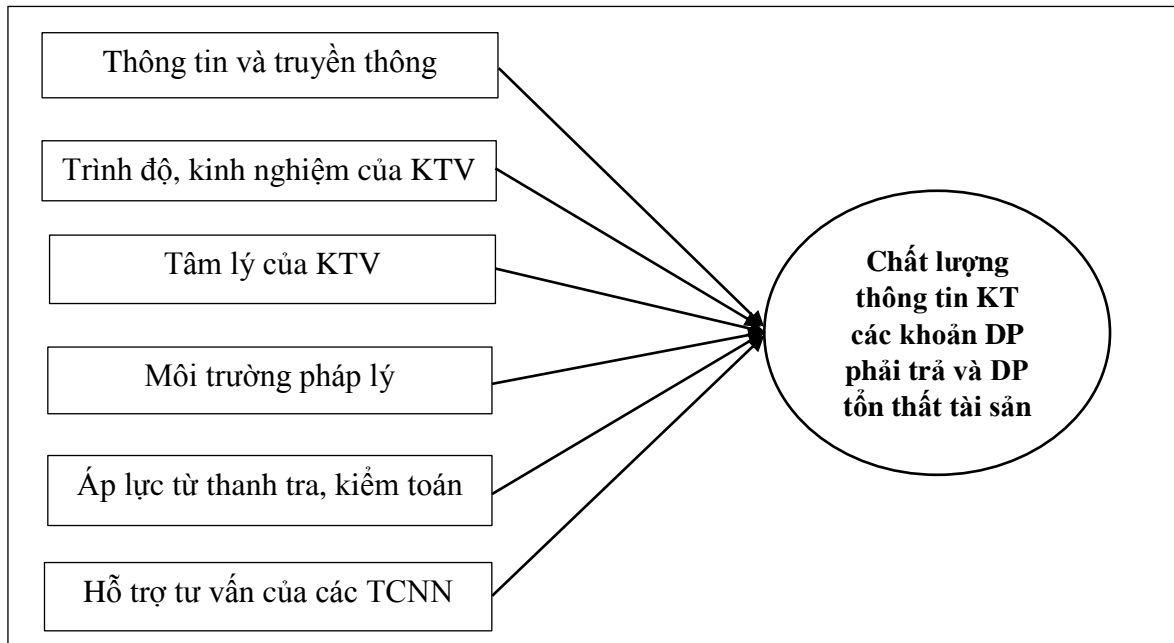 Thông tin và truyền thông
Trình độ, kinh nghiệm của KTV
Tâm lý của KTV
Môi trường pháp lý
Áp lực từ thanh tra, kiểm toán
Hỗ trợ tư vấn của các TCNN
Chất lượng
thông tin KT
các khoản DP
phải trả và DP
tổn thất tài sản